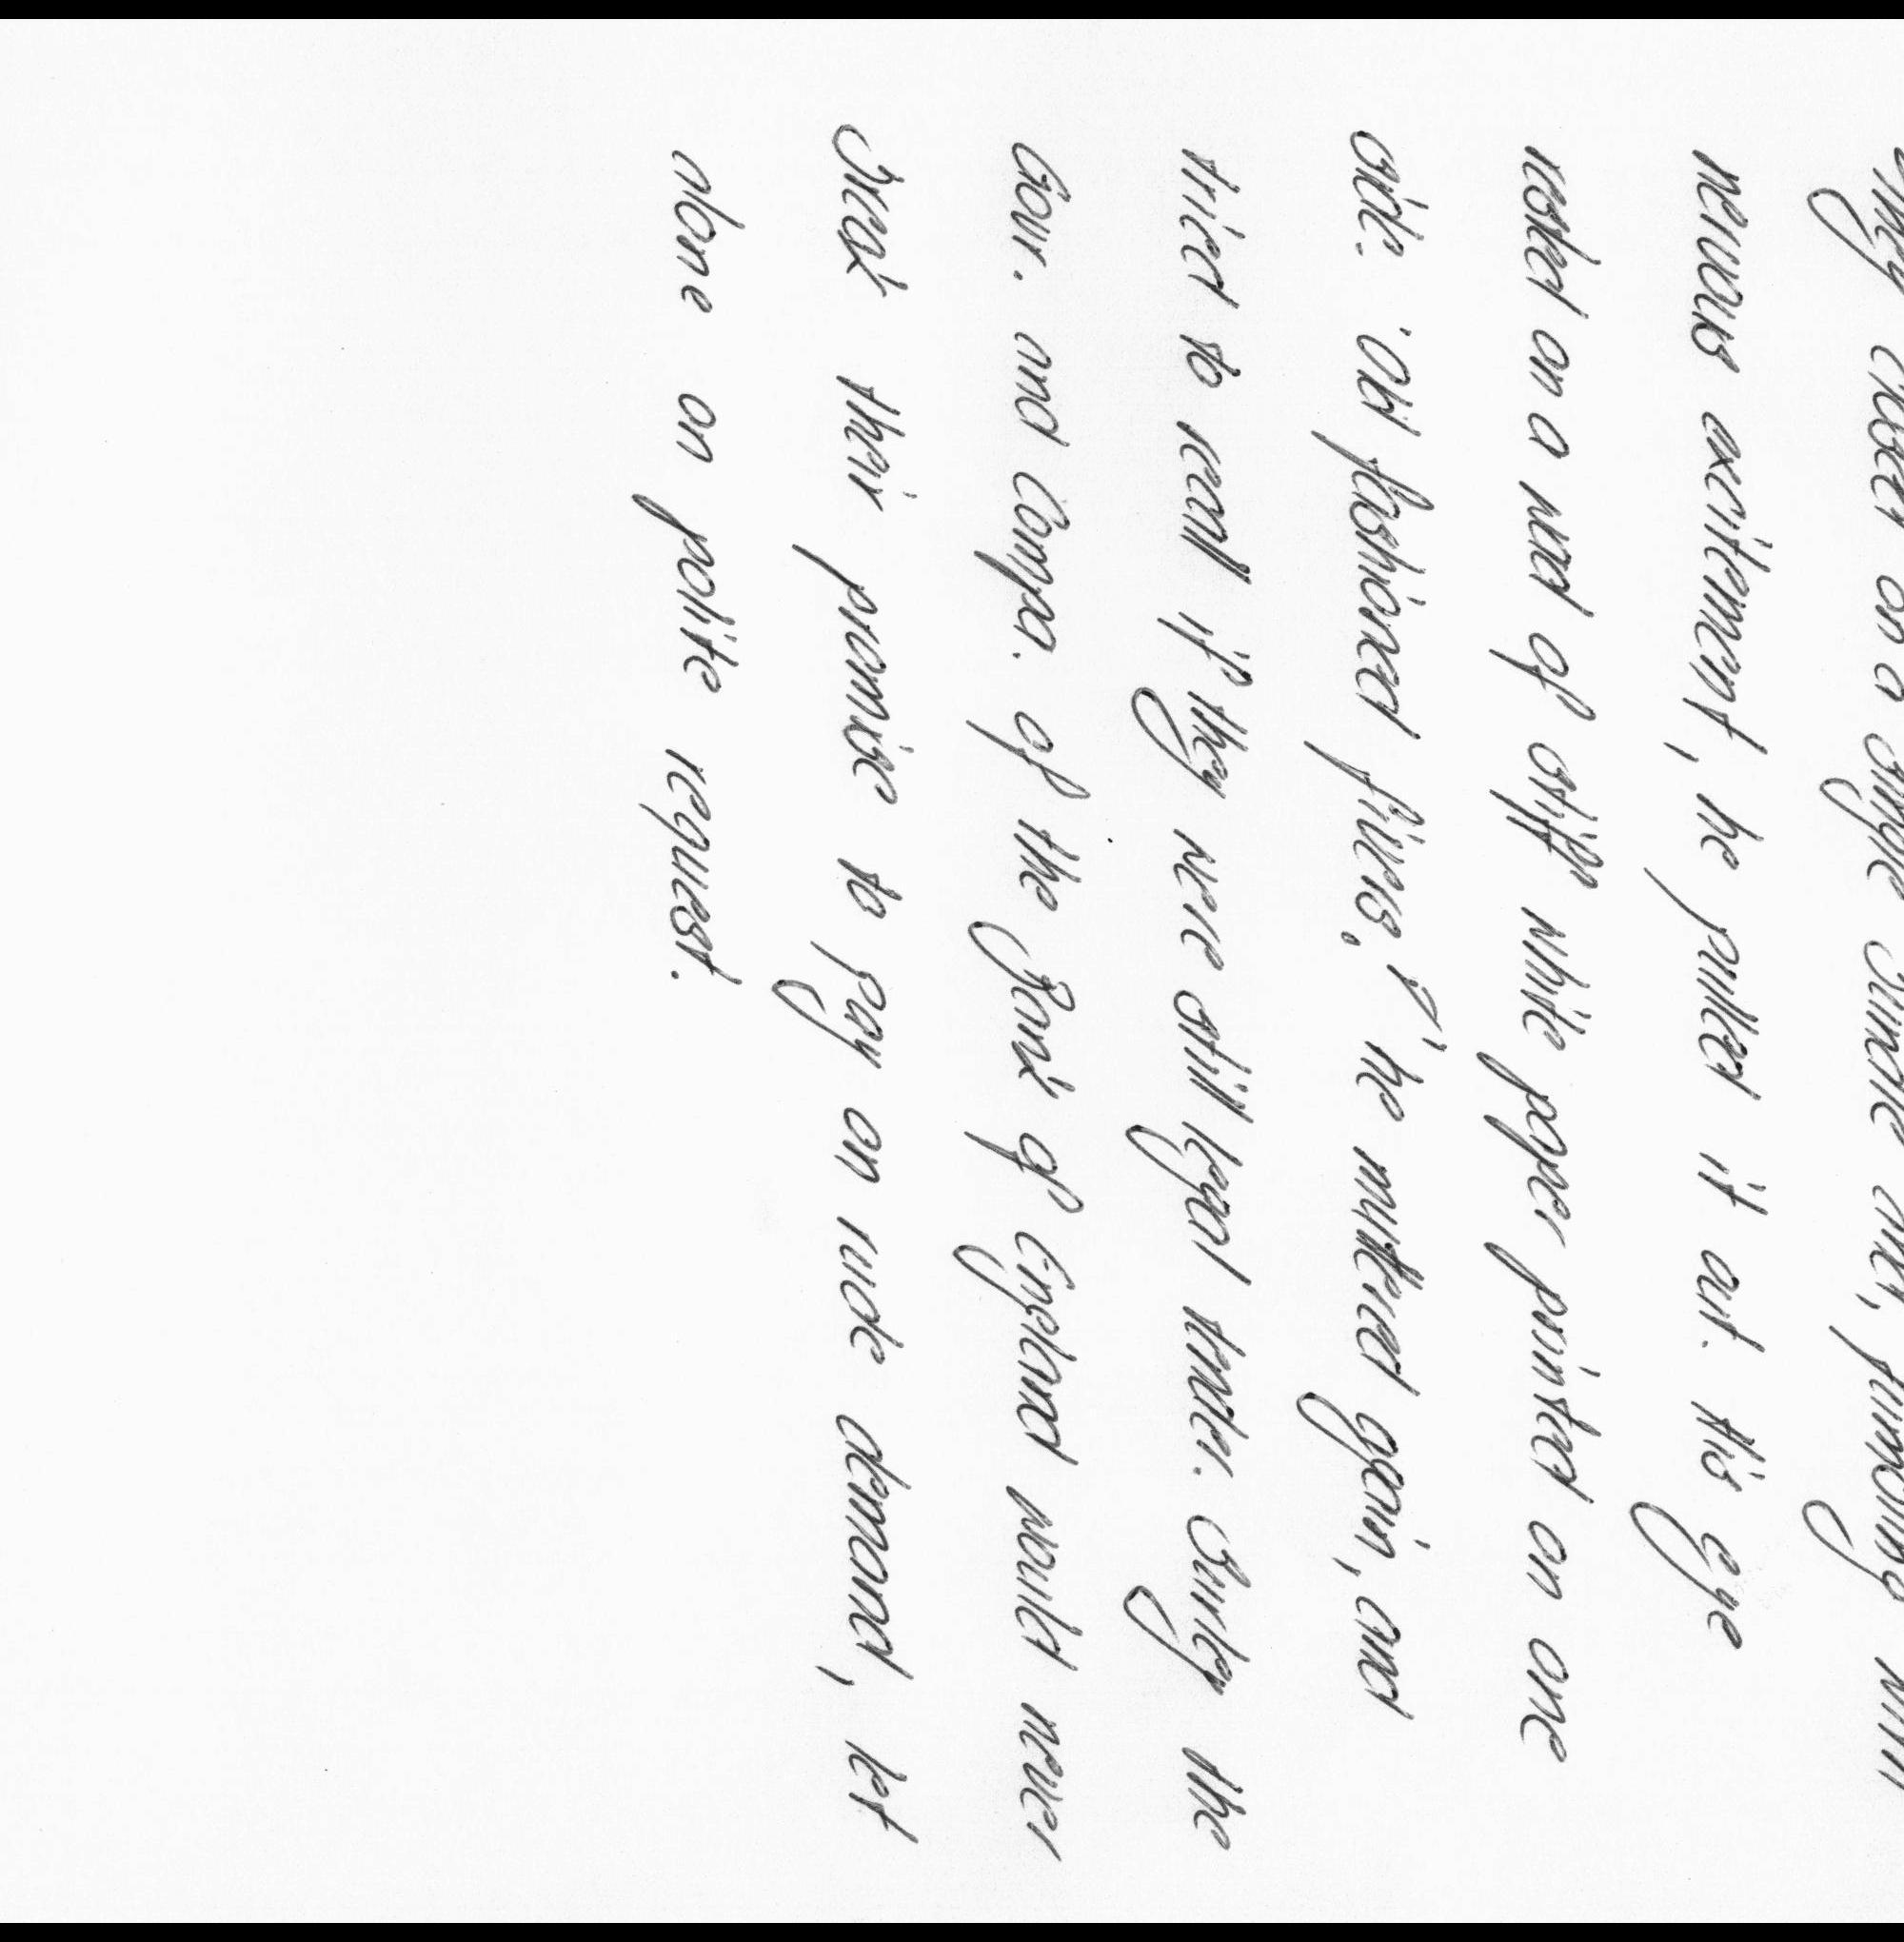 They closed on a single bundle and, fumbling with
nervous excitement, he pulled it out. His eye
rested on a wad of stiff white paper printed on one
side. 'Old fashioned fivers,' he muttered again, and
tried to recall if they were still legal tender. Surley the
Gov. and Compa. of the Bank of England would never
break their promise to pay on rude demand, let
alone on polite request.